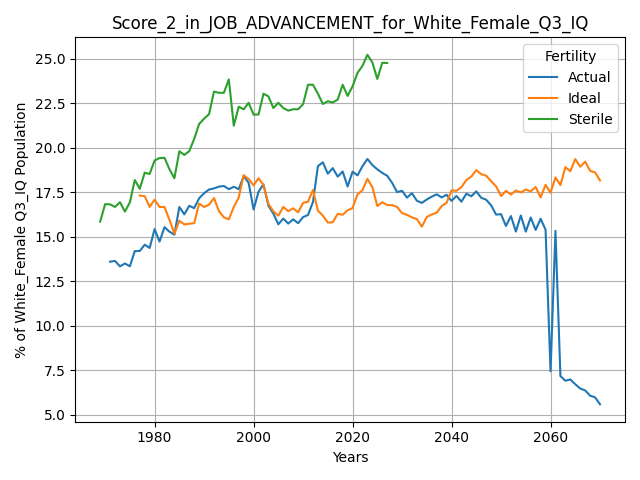 Score_2_in_JOB_ADVANCEMENT_for_White_Female_Q3_IQ
% of White_Female Q3_IQ Population
25.0
22.5
20.0
17.5
15.0
12.5
10.0
7.5
5.0
Fertility
Actual
Ideal
Sterile
1980
2000
2020
2040
2060
Years